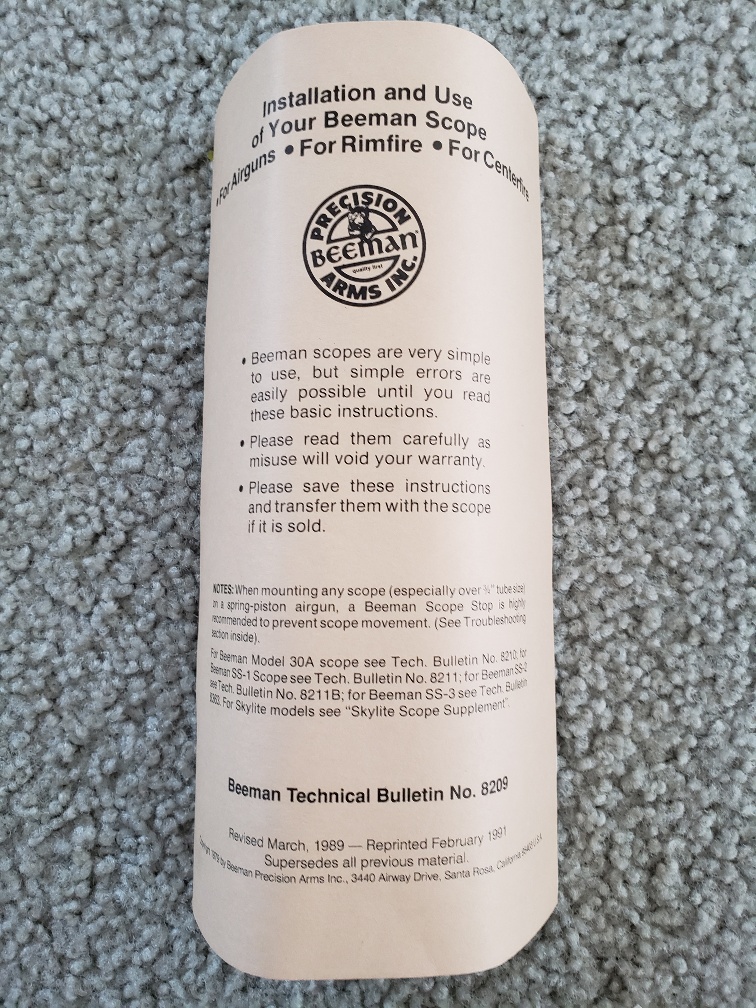 Installation and Use
of Your Beeman Scope
• For Airguns • For Rimfire • For Centerfire
PRECISION
BEEMAN
quality first
ARMS INC.
• Beeman scopes are very simple
to use, but simple errors are
easily possible until you read
these basic instructions.
• Please read them carefully as
misuse will void your warranty.
• Please save these instructions
and transfer them with the scope
if it is sold.
NOTES: When mounting any scope (especially over ¾" tube size)
on a spring-piston airgun, a Beeman Scope Stop is highly
recommended to prevent scope movement. (See Troubleshooting
section inside).
For Beeman Model 30A scope see Tech. Bulletin No. 8210; for
Beeman SS-1 Scope see Tech. Bulletin No. 8211; for Beeman SS-2
see Tech. Bulletin No. 8211B; for Beeman SS-3 see Tech. Bulletin
For Skylite models see "Skylite Scope Supplement".
Beeman Technical Bulletin No. 8209
Revised March, 1989 — Reprinted February 1991
Supersedes all previous material.
Copyright 1979 by Beeman Precision Arms Inc., 3440 Airway Drive, Santa Rosa, California U.S.A.